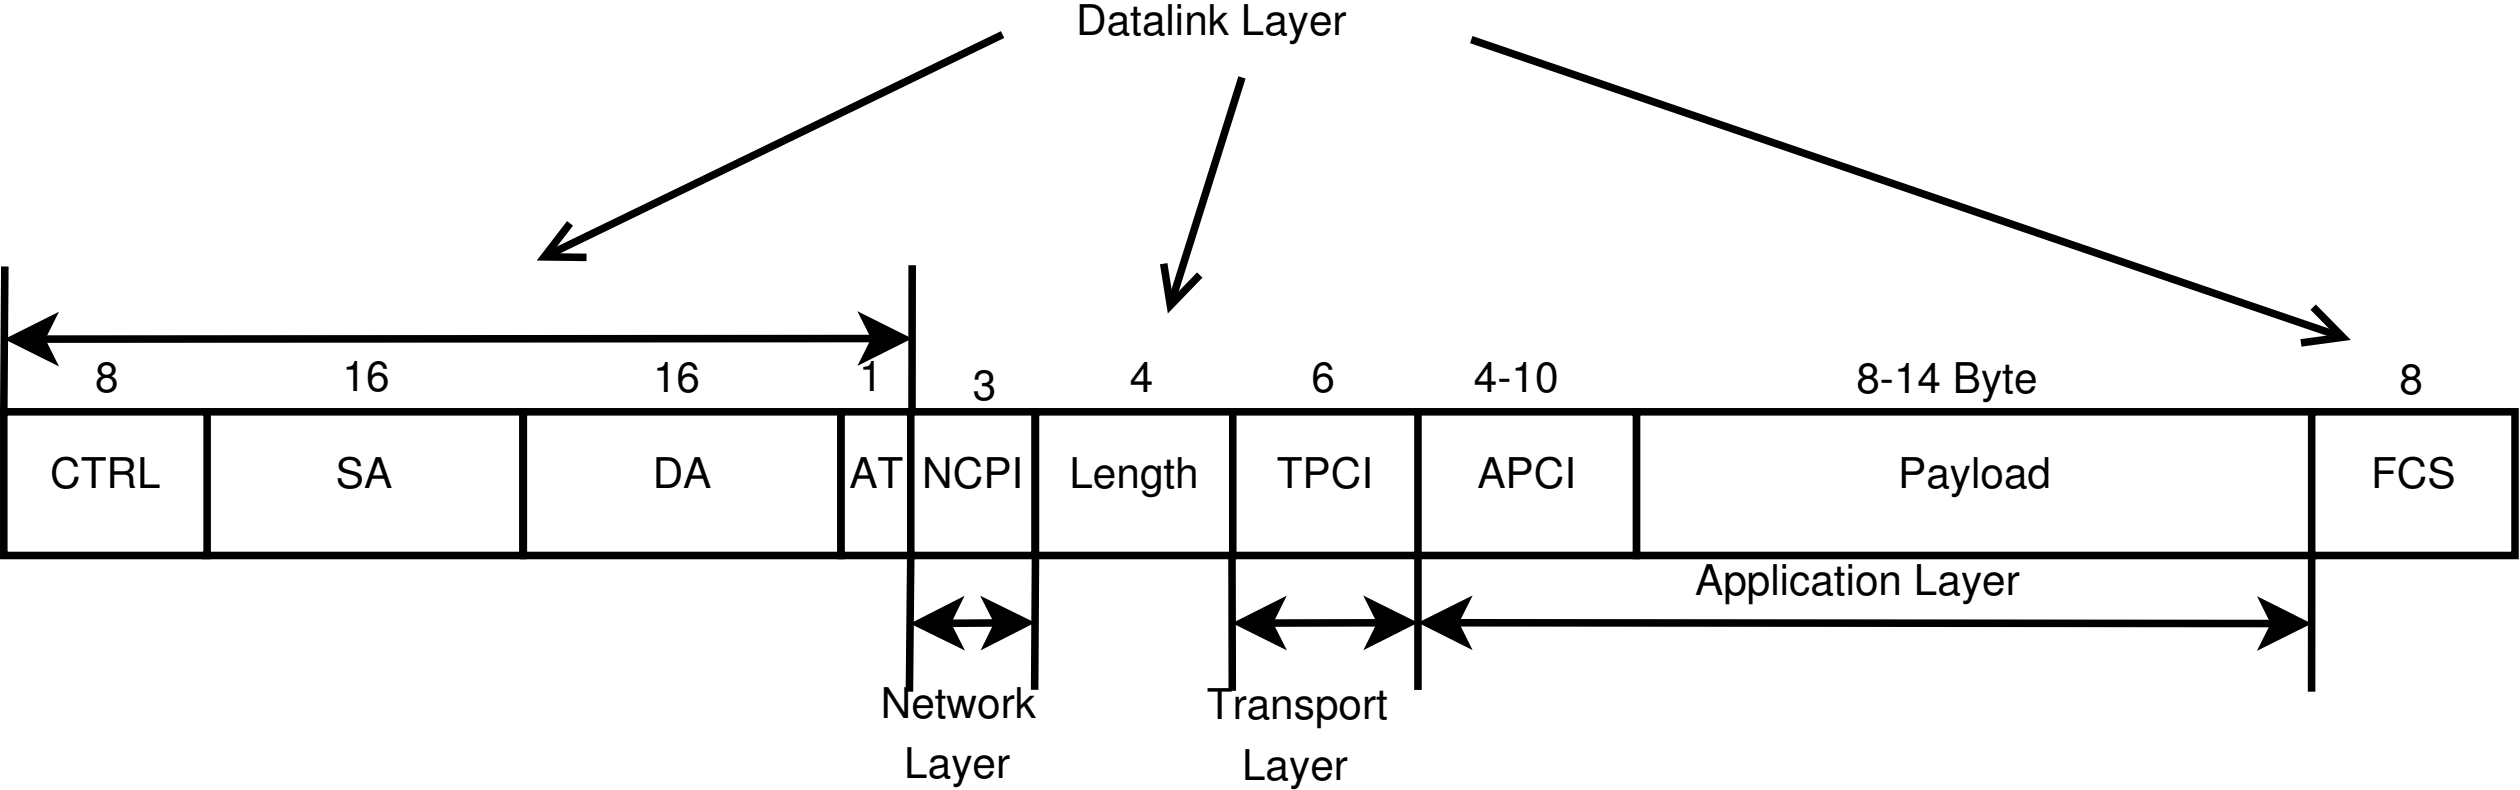 Datalink Layer
8 16 16 1 3 4 6 4-10 8-14 Byte 8
CTRL SA DA AT NCPI Length TPCI APCI Payload FCS
Application Layer
Network Transport
Layer Layer